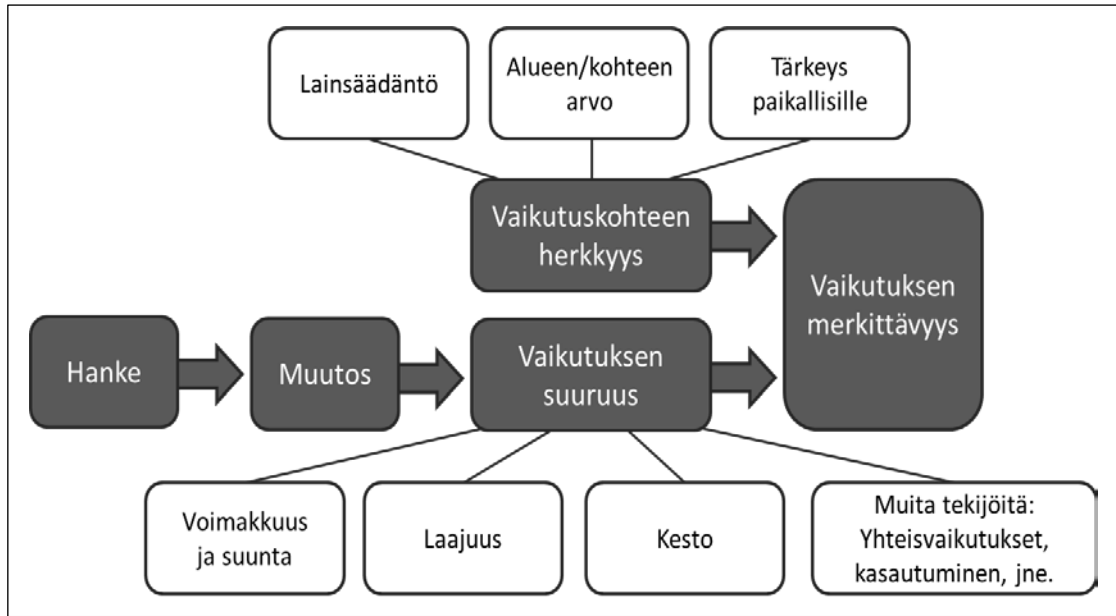 Lainsäädäntö
Alueen/kohteen
arvo
Tärkeys
paikallisille
Vaikutuskohteen
herkkyys
Vaikutuksen
merkittävyys
Hanke
Muutos
Vaikutuksen
suuruus
Voimakkuus
ja suunta
Laajuus
Kesto
Muita tekijöitä:
Yhteisvaikutukset,
kasautuminen, jne.